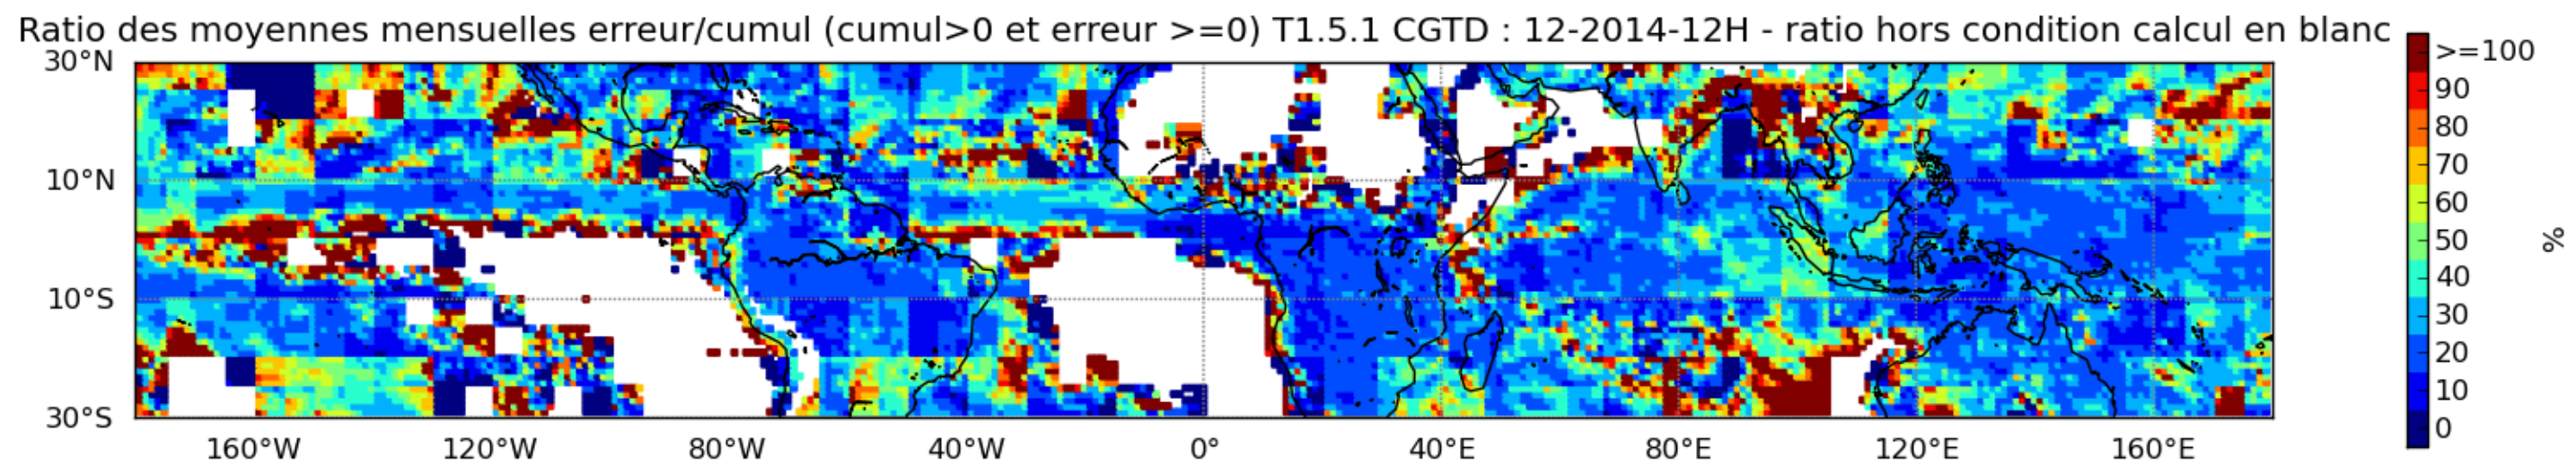 Ratio des moyennes mensuelles erreur/cumul (cumul>0 et erreur >=0) T1.5.1 CGTD : 12-2014-12H - ratio hors condition calcul en blanc
30°N
10°N
10°S
30°S
160°W 120°W 80°W 40°W 0° 40°E 80°E 120°E 160°E
>=100
90
80
70
60
50
40
30
20
10
0
%